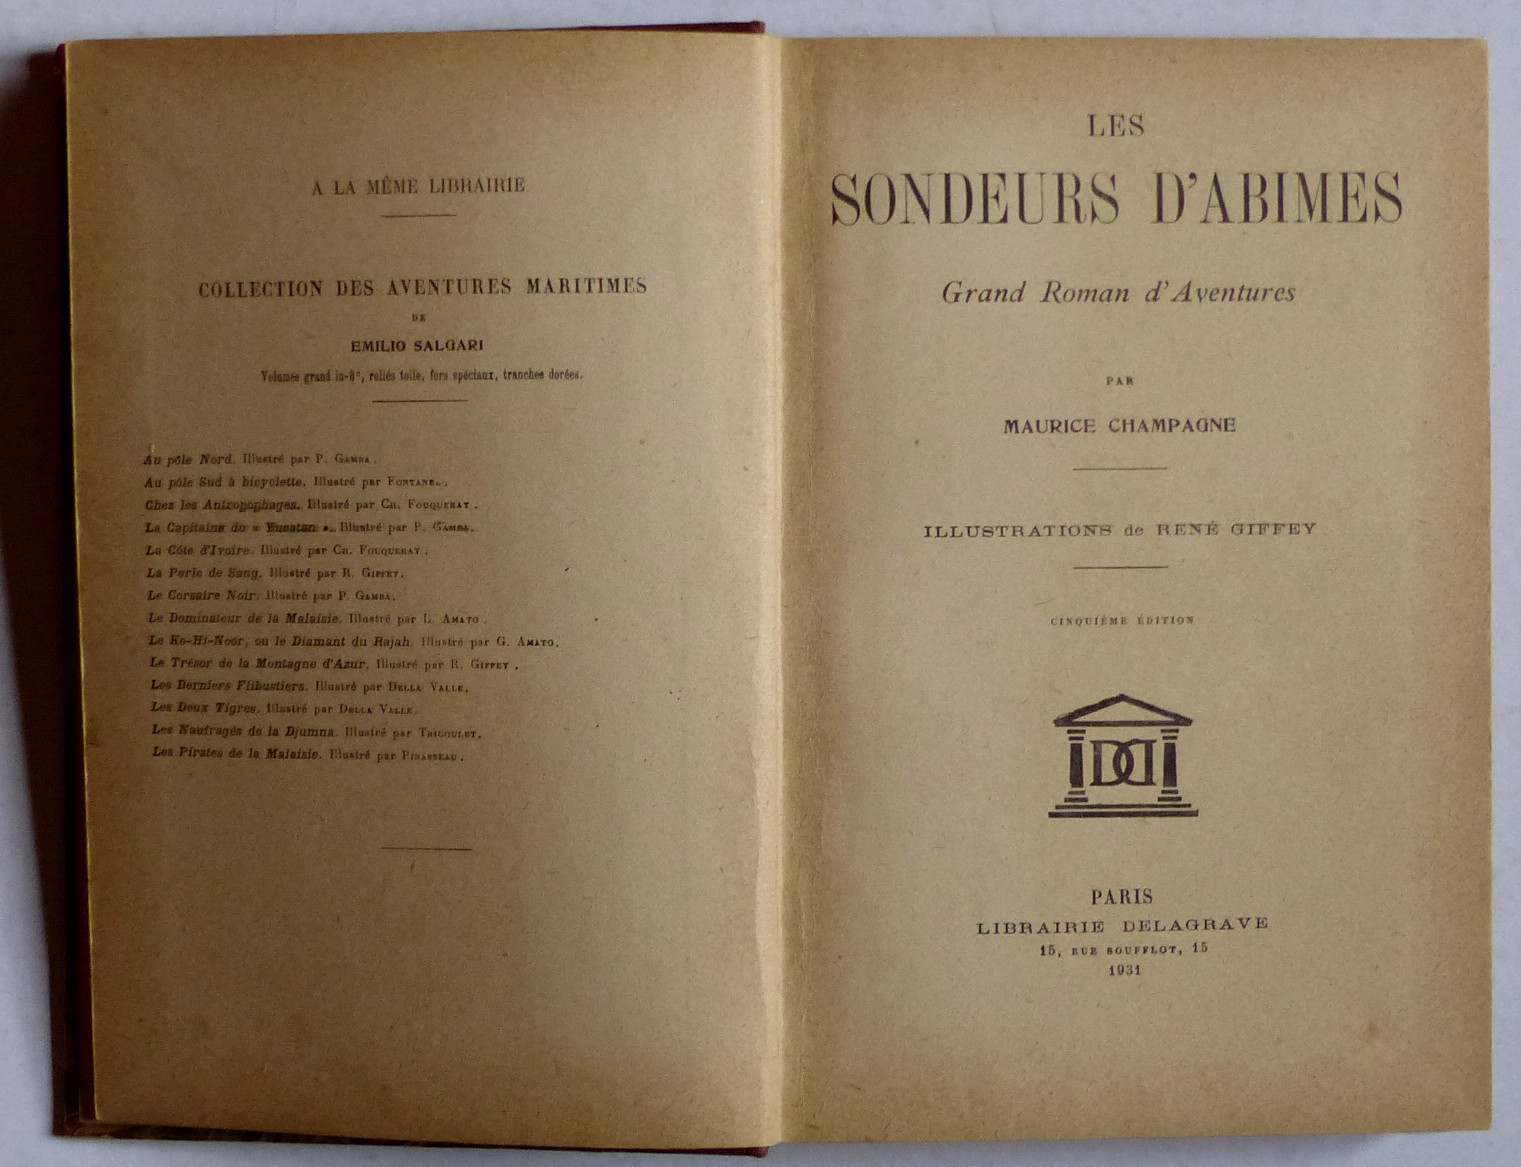 A LA MÊME LIBRAIRIE
COLLECTION DES AVENTURES MARITIMES
DE
EMILIO SALGARI
Volumes grand in-8°, reliés toile, fers spéciaux, tranches dorées.
Au pôle Nord. Illustré par P. GAMBA.
Au pôle Sud à bicyclette. Illustré par
Chez les Antropophages. Illustré par CH. FOUQUERAY.
La Capitaine du « Yucatan ». Illustré par P. GAMBA.
La Côte d'Ivoire. Illustré par CH. FOUQUERAY.
La Perle de Sang. Illustré par R. GIFFEY.
Le Corsaire Noir. Illustré par P. GAMBA.
Le Dominateur de la Malaisie. Illustré par L. AMATO.
Le Ko-Hi-Noor, ou le Diamant du Rajah. Illustré par G. AMATO.
Le Trésor de la Montagne d'Azur. Illustré par R. GIFFEY.
Les Derniers Flibustiers. Illustré par DELLA VALLE.
Les Deux Tigres. Illustré par DELLA VALLE.
Les Naufragés de la Djumna. Illustré par TRIGOULET.
Les Pirates de la Malaisie. Illustré par PINASSEAU.
LES
SONDEURS D'ABIMES
Grand Roman d'Aventures
PAR
MAURICE CHAMPAGNE
ILLUSTRATIONS de RENÉ GIFFEY
CINQUIÈME ÉDITION
DD
PARIS
LIBRAIRIE DELAGRAVE
15, RUE SOUFFLOT, 15
1931